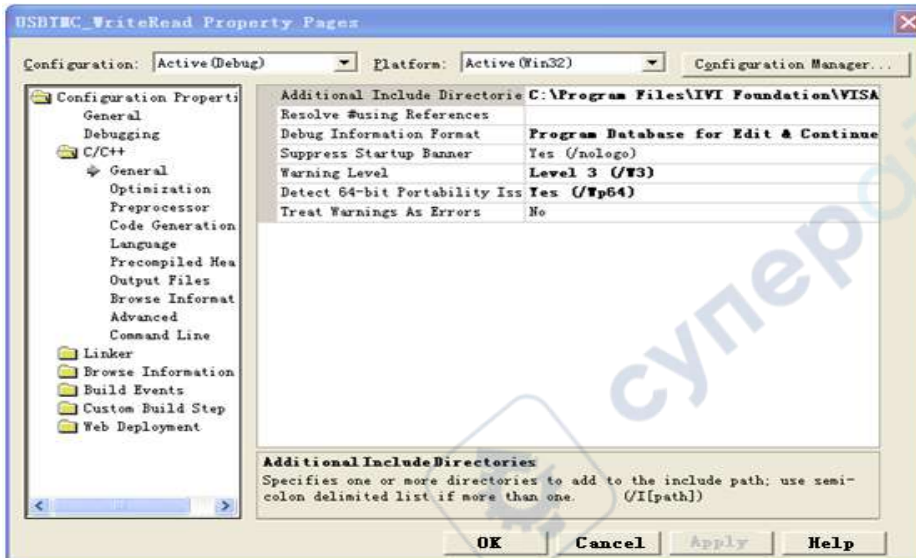 USBTMC_WriteRead Property Pages
Configuration: Active(Debug) Platform: Active(Win32) Configuration Manager...
Configuration Properti
General
Debugging
C/C++
General
Optimization
Preprocessor
Code Generation
Language
Precompiled Hea
Output Files
Browse Informat
Advanced
Command Line
Linker
Browse Information
Build Events
Custom Build Step
Web Deployment
Additional Include Directorie C:\Program Files\IVI Foundation\VISA
Resolve #using References
Debug Information Format Program Database for Edit & Continue
Suppress Startup Banner Yes (/nologo)
Warning Level Level 3 (/W3)
Detect 64-bit Portability Iss Yes (/Wp64)
Treat Warnings As Errors No
Additional Include Directories
Specifies one or more directories to add to the include path; use semi-
colon delimited list if more than one. (/I[path])
OK Cancel Apply Help
супер